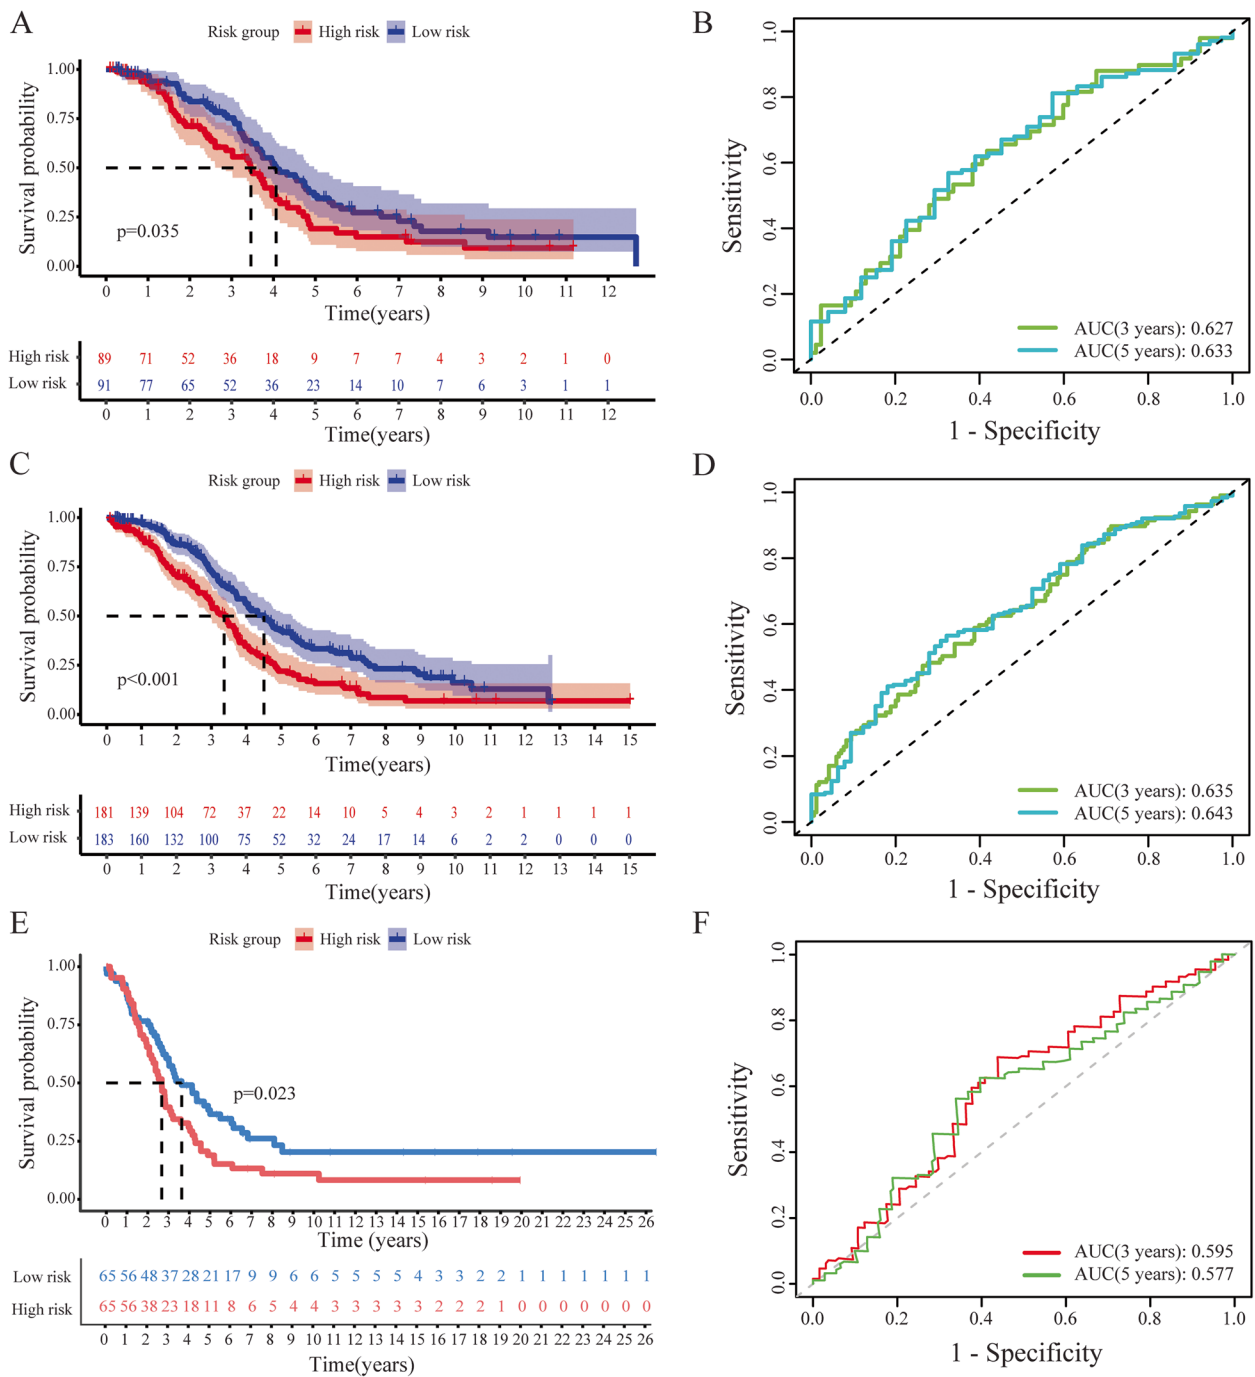 A
Risk group High risk Low risk
Survival probability
1.00
0.75
0.50
0.25
0.00
p=0.035
0 1 2 3 4 5 6 7 8 9 10 11 12
Time(years)
High risk 89 71 52 36 18 9 7 7 4 3 2 1 0
Low risk 91 77 65 52 36 23 14 10 7 6 3 1 1
0 1 2 3 4 5 6 7 8 9 10 11 12
Time(years)
B
Sensitivity
1.0
0.8
0.6
0.4
0.2
0.0
AUC(3 years): 0.627
AUC(5 years): 0.633
0.0 0.2 0.4 0.6 0.8 1.0
1 - Specificity
C
Risk group High risk Low risk
Survival probability
1.00
0.75
0.50
0.25
0.00
p<0.001
0 1 2 3 4 5 6 7 8 9 10 11 12 13 14 15
Time(years)
High risk 181 139 104 72 37 22 14 10 5 4 3 2 1 1 1 1
Low risk 183 160 132 100 75 52 32 24 17 14 6 2 2 0 0 0
0 1 2 3 4 5 6 7 8 9 10 11 12 13 14 15
Time(years)
D
Sensitivity
1.0
0.8
0.6
0.4
0.2
0.0
AUC(3 years): 0.635
AUC(5 years): 0.643
0.0 0.2 0.4 0.6 0.8 1.0
1 - Specificity
E
Risk group High risk Low risk
Survival probability
1.00
0.75
0.50
0.25
0.00
p=0.023
0 1 2 3 4 5 6 7 8 9 10 11 12 13 14 15 16 17 18 19 20 21 22 23 24 25 26
Time (years)
Low risk 65 56 48 37 28 21 17 9 9 6 6 5 5 5 5 4 3 3 2 2 1 1 1 1 1 1 1
High risk 65 56 38 23 18 11 8 6 5 4 4 3 3 3 3 3 2 2 2 1 0 0 0 0 0 0 0
0 1 2 3 4 5 6 7 8 9 10 11 12 13 14 15 16 17 18 19 20 21 22 23 24 25 26
Time(years)
F
Sensitivity
1.0
0.8
0.6
0.4
0.2
0.0
AUC(3 years): 0.595
AUC(5 years): 0.577
0.0 0.2 0.4 0.6 0.8 1.0
1 - Specificity